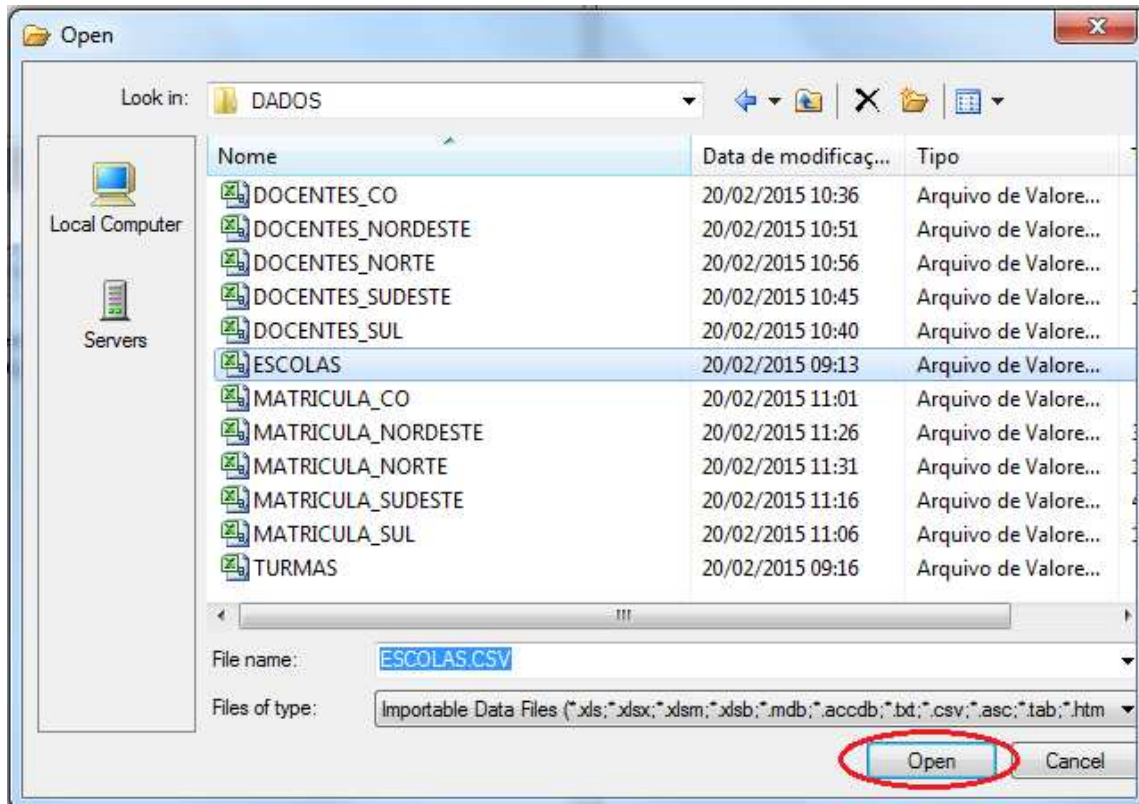 Open
Look in: DADOS
Nome Data de modificaç... Tipo
Local Computer
Servers
DOCENTES_CO 20/02/2015 10:36 Arquivo de Valore...
DOCENTES_NORDESTE 20/02/2015 10:51 Arquivo de Valore...
DOCENTES_NORTE 20/02/2015 10:56 Arquivo de Valore...
DOCENTES_SUDESTE 20/02/2015 10:45 Arquivo de Valore...
DOCENTES_SUL 20/02/2015 10:40 Arquivo de Valore...
ESCOLAS 20/02/2015 09:13 Arquivo de Valore...
MATRICULA_CO 20/02/2015 11:01 Arquivo de Valore...
MATRICULA_NORDESTE 20/02/2015 11:26 Arquivo de Valore...
MATRICULA_NORTE 20/02/2015 11:31 Arquivo de Valore...
MATRICULA_SUDESTE 20/02/2015 11:16 Arquivo de Valore...
MATRICULA_SUL 20/02/2015 11:06 Arquivo de Valore...
TURMAS 20/02/2015 09:16 Arquivo de Valore...
File name: ESCOLAS.CSV
Files of type: Importable Data Files (*.xls;*.xlsx;*.xlsm;*.xlsb;*.mdb;*.accdb;*.txt;*.csv;*.asc;*.tab;*.htm
Open Cancel